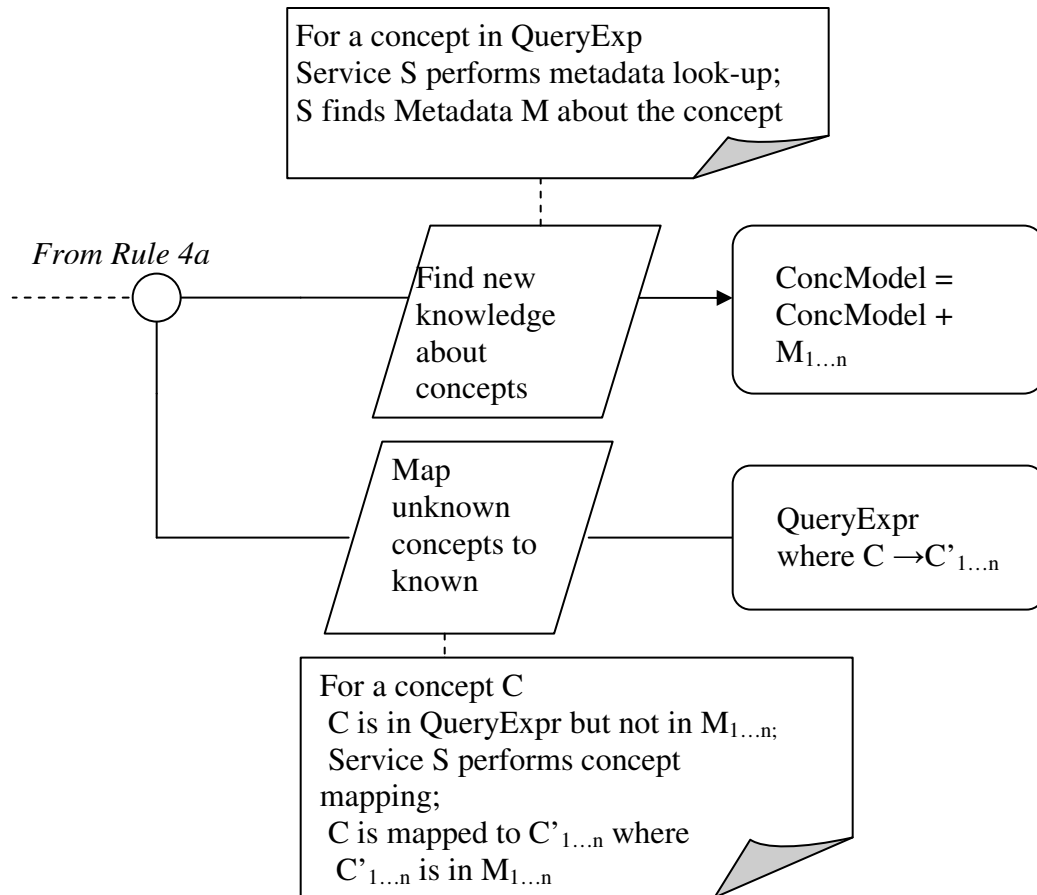 For a concept in QueryExp
Service S performs metadata look-up;
S finds Metadata M about the concept
From Rule 4a
Find new
knowledge
about
concepts
ConcModel =
ConcModel +
M1…n
Map
unknown
concepts to
known
QueryExpr
where C →C’1…n
For a concept C
C is in QueryExpr but not in M1…n;
Service S performs concept
mapping;
C is mapped to C’1…n where
C’1…n is in M1…n